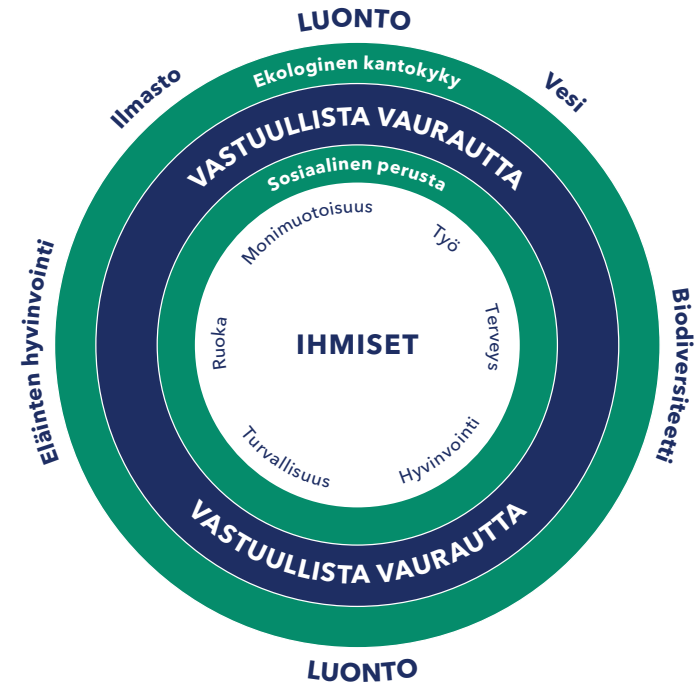 LUONTO
Ilmasto
Ekologinen kantokyky
Vesi
VASTUULLISTA VAURAUTTA
Sosiaalinen perusta
Monimuotoisuus
Työ
Eläinten hyvinvointi
Ruoka
IHMISET
Terveys
Biodiversiteetti
Turvallisuus
Hyvinvointi
VASTUULLISTA VAURAUTTA
LUONTO